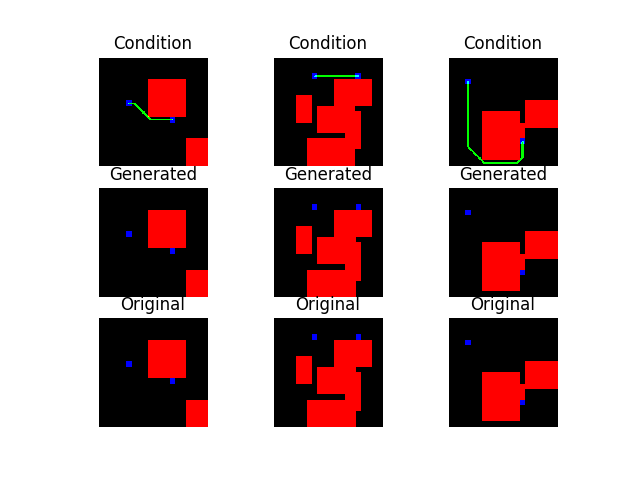 Condition
Condition
Condition
Generated
Generated
Generated
Original
Original
Original